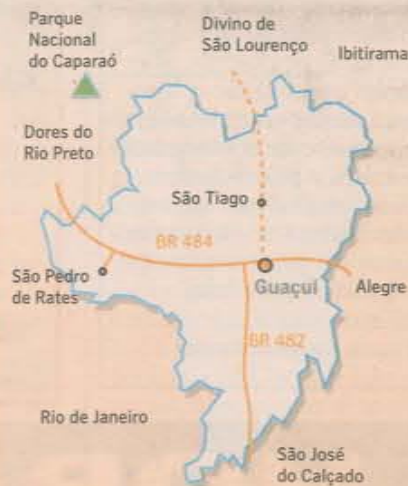 Parque
Nacional
do Caparaó
Divino de
São Lourenço
Ibitirama
Dores do
Rio Preto
São Tiago
BR 484
São Pedro
de Rates
Guaçuí
Alegre
BR 482
Rio de Janeiro
São José
do Calçado